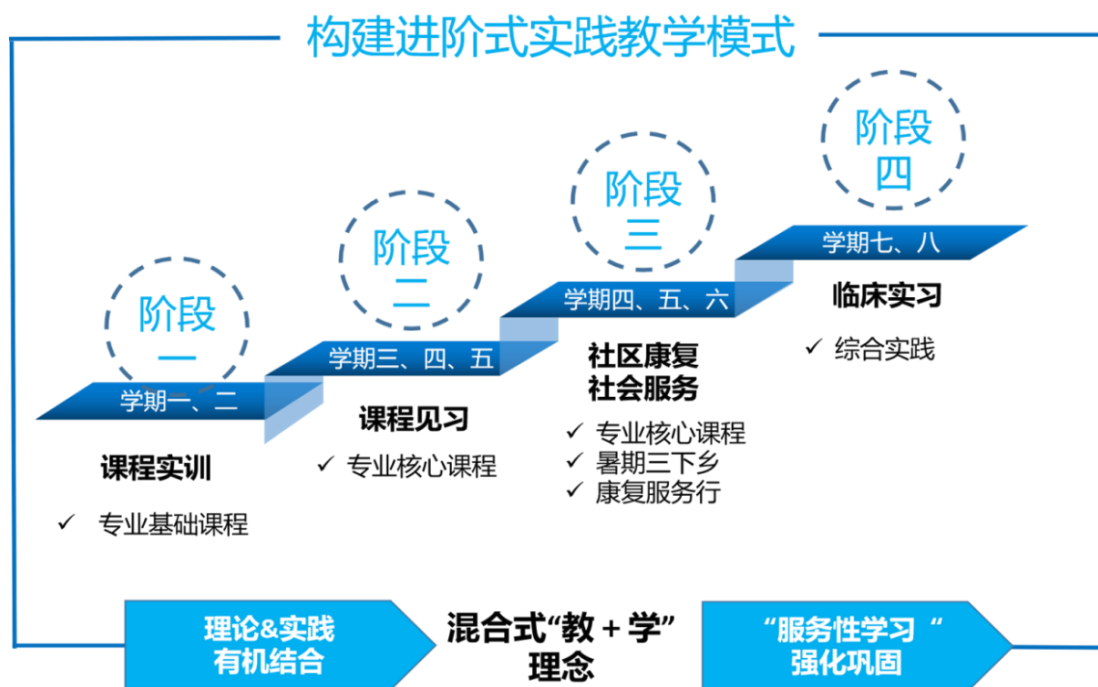 构建进阶式实践教学模式
阶段
一
学期一、二
课程实训
✓ 专业基础课程
阶段
二
学期三、四、五
课程见习
✓ 专业核心课程
阶段
三
学期四、五、六
社区康复
社会服务
✓ 专业核心课程
✓ 暑期三下乡
✓ 康复服务行
阶段
四
学期七、八
临床实习
✓ 综合实践
理论&实践
有机结合
混合式“教 + 学”
理念
“服务性学习“
强化巩固